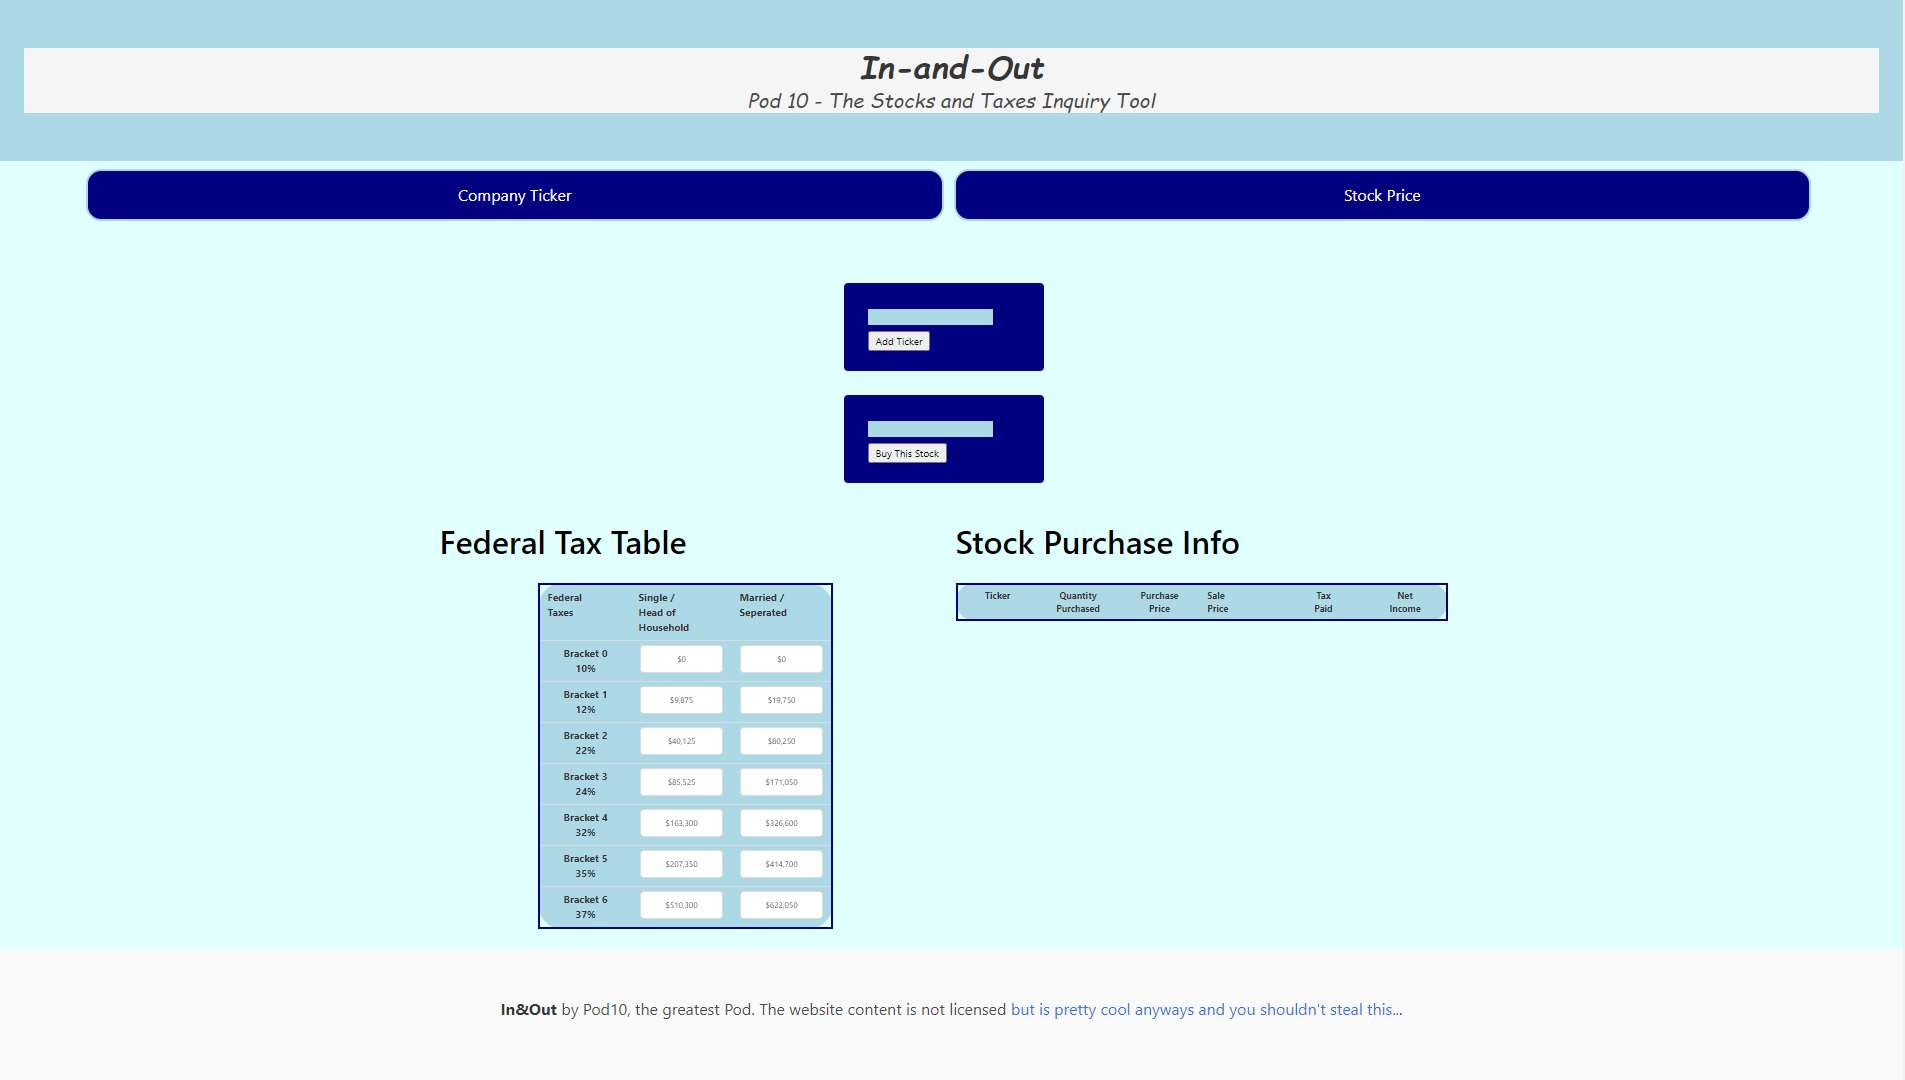 In-and-Out
Pod 10 - The Stocks and Taxes Inquiry Tool
Company Ticker
Stock Price
Add Ticker
Buy This Stock
Federal Tax Table
Federal Taxes Single / Head of Household Married / Seperated
Bracket 0 10% $0 $0
Bracket 1 12% $9,875 $19,750
Bracket 2 22% $40,125 $80,250
Bracket 3 24% $85,525 $171,050
Bracket 4 32% $163,300 $326,600
Bracket 5 35% $207,350 $414,700
Bracket 6 37% $510,300 $622,050
Stock Purchase Info
Ticker Quantity Purchased Purchase Price Sale Price Tax Paid Net Income
In&Out by Pod10, the greatest Pod. The website content is not licensed but is pretty cool anyways and you shouldn't steal this...